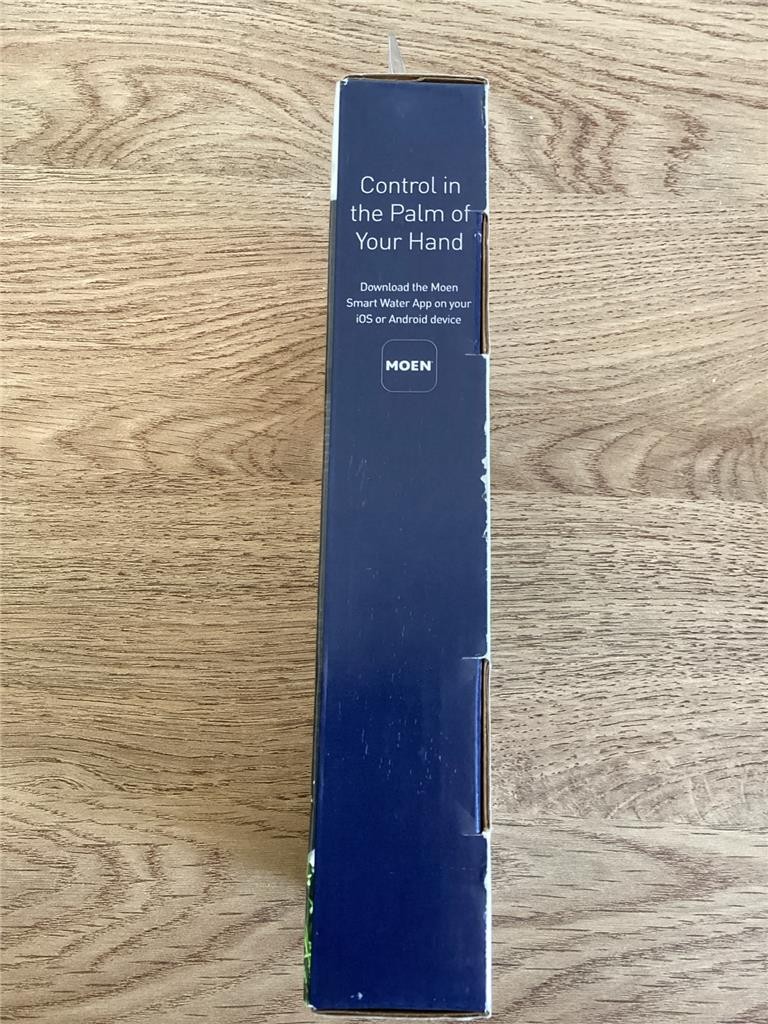 Control in
the Palm of
Your Hand
Download the Moen
Smart Water App on your
iOS or Android device
MOEN